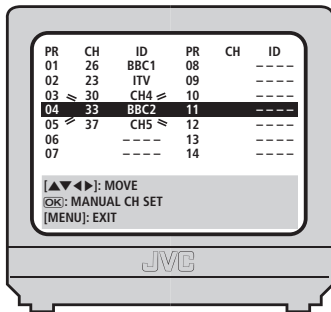 PR CH ID PR CH ID
01 26 BBC1 08 ----
02 23 ITV 09 ----
03 30 CH4 10 ----
04 33 BBC2 11 ----
05 37 CH5 12 ----
06 ---- 13 ----
07 ---- 14 ----
[▲▼◀▶]: MOVE
OK: MANUAL CH SET
[MENU]: EXIT
JVC